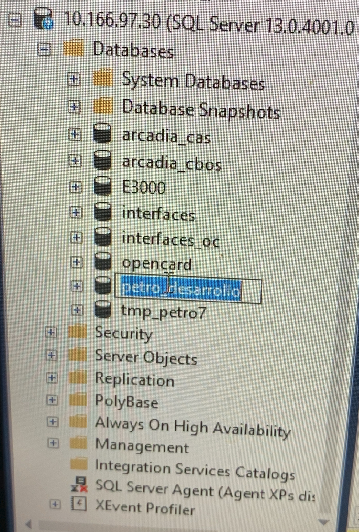 10.166.97.30 (SQL Server 13.0.4001.0
Databases
System Databases
Database Snapshots
arcadia_cas
arcadia_cbos
E3000
interfaces
interfaces_oc
opencard
petro_desarrollo
tmp_petro7
Security
Server Objects
Replication
PolyBase
Always On High Availability
Management
Integration Services Catalogs
SQL Server Agent (Agent XPs dis
XEvent Profiler